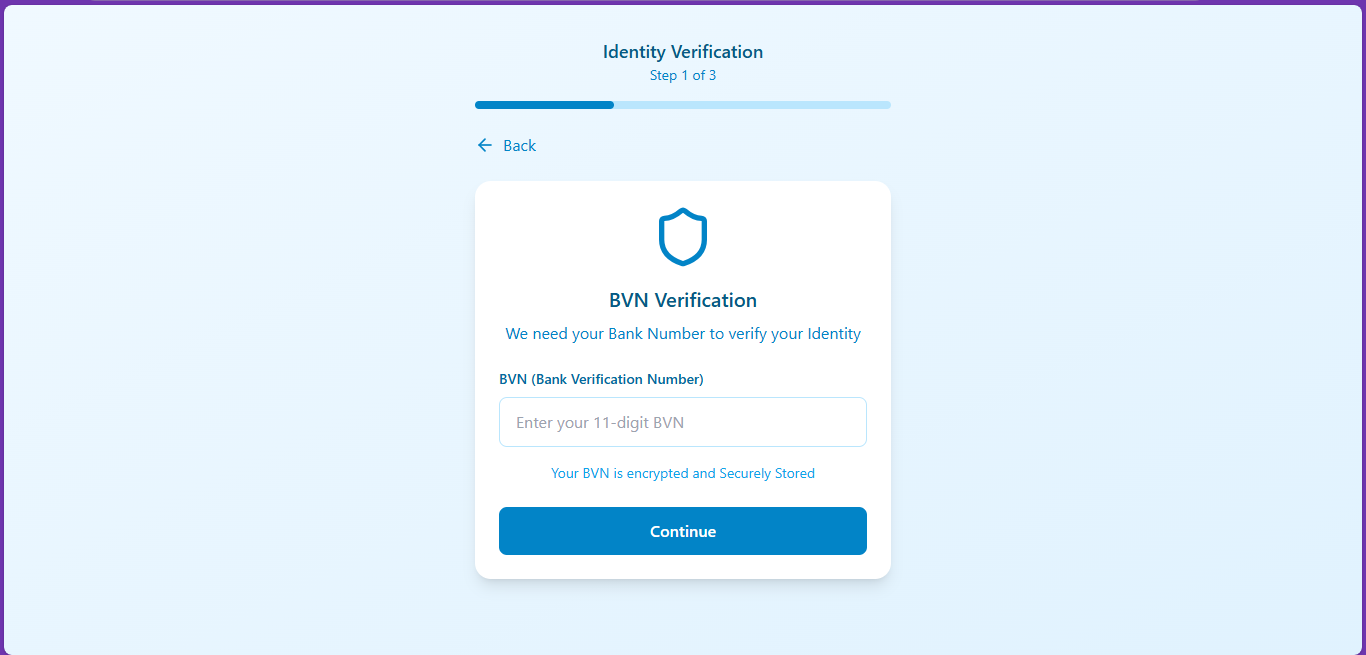 Identity Verification
Step 1 of 3
Back
BVN Verification
We need your Bank Number to verify your Identity
BVN (Bank Verification Number)
Enter your 11-digit BVN
Your BVN is encrypted and Securely Stored
Continue